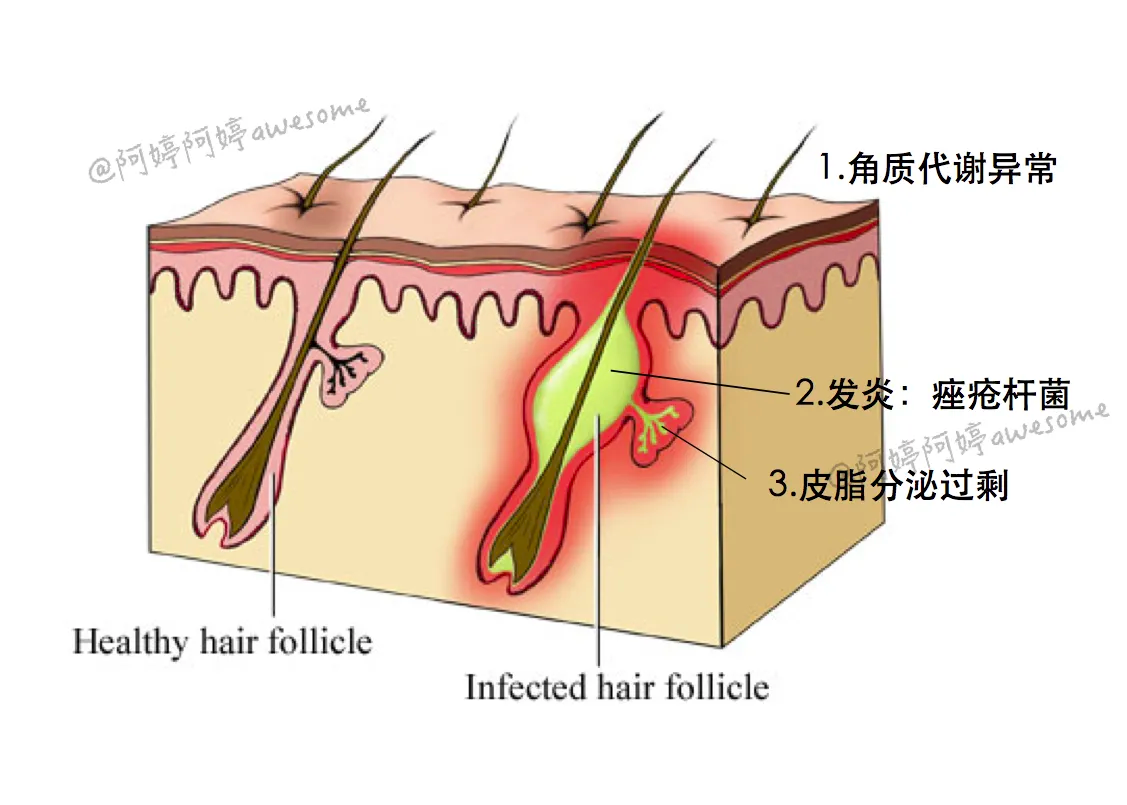 @阿婷阿婷awesome
1.角质代谢异常
2.发炎：痤疮杆菌
@阿婷阿婷awesome
3.皮脂分泌过剩
Healthy hair follicle
Infected hair follicle